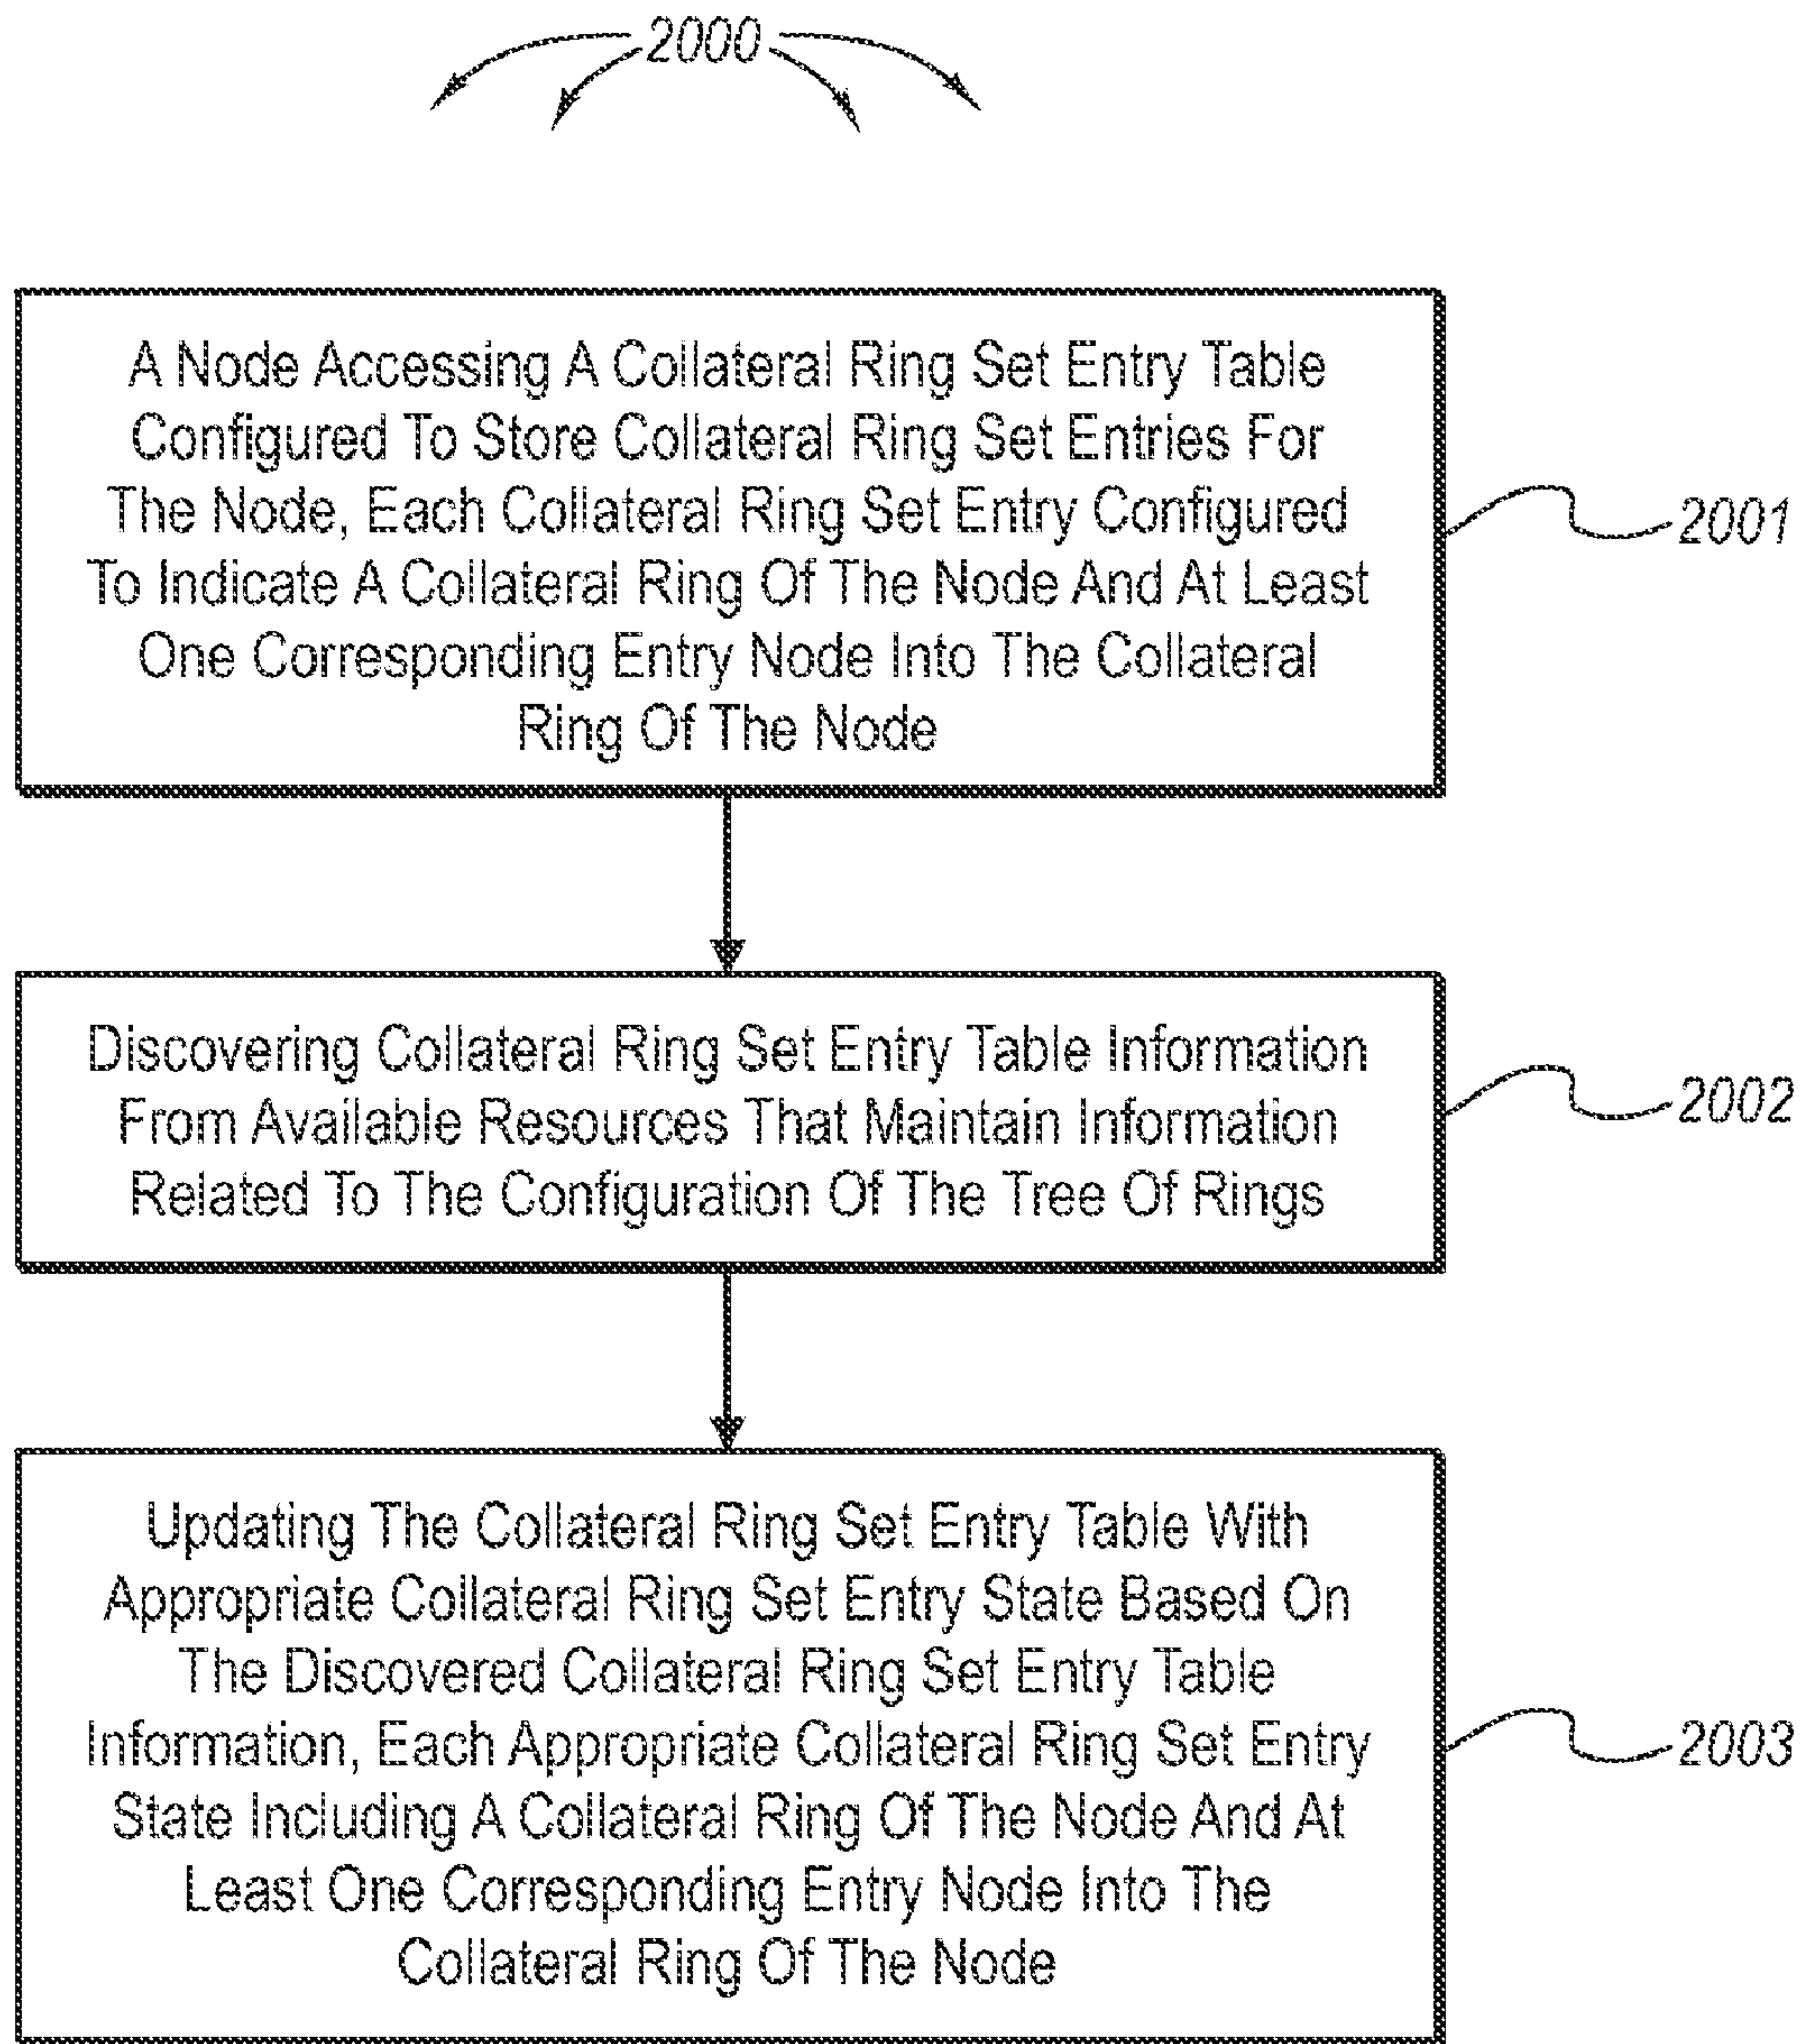 2000
A Node Accessing A Collateral Ring Set Entry Table
Configured To Store Collateral Ring Set Entries For
The Node, Each Collateral Ring Set Entry Configured
To Indicate A Collateral Ring Of The Node And At Least
One Corresponding Entry Node Into The Collateral
Ring Of The Node
2001
Discovering Collateral Ring Set Entry Table Information
From Available Resources That Maintain Information
Related To The Configuration Of The Tree Of Rings
2002
Updating The Collateral Ring Set Entry Table With
Appropriate Collateral Ring Set Entry State Based On
The Discovered Collateral Ring Set Entry Table
Information, Each Appropriate Collateral Ring Set Entry
State Including A Collateral Ring Of The Node And At
Least One Corresponding Entry Node Into The
Collateral Ring Of The Node
2003